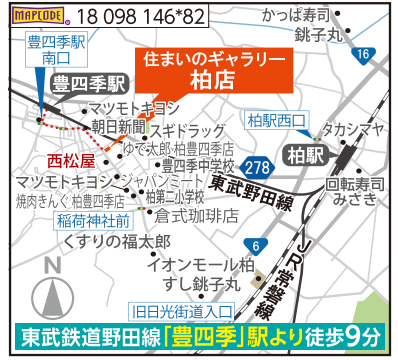 MAPCODE® 18 098 146*82
かっぱ寿司
銚子丸
16
豊四季駅
南口
豊四季駅
住まいのギャラリー
柏店
マツモトキヨシ
朝日新聞
スギドラッグ
ゆで太郎・柏豊四季店
柏駅西口
タカシマヤ
西松屋
豊四季中学校
278
柏駅
マツモトキヨシ
ジャパンミート
東武野田線
回転寿司
みさき
焼肉きんぐ 柏豊四季店
柏第二小学校
稲荷神社前
倉式珈琲店
くすりの福太郎
6
JR常磐線
N
イオンモール柏
すし銚子丸
旧日光街道入口
東武鉄道野田線「豊四季」駅より徒歩9分